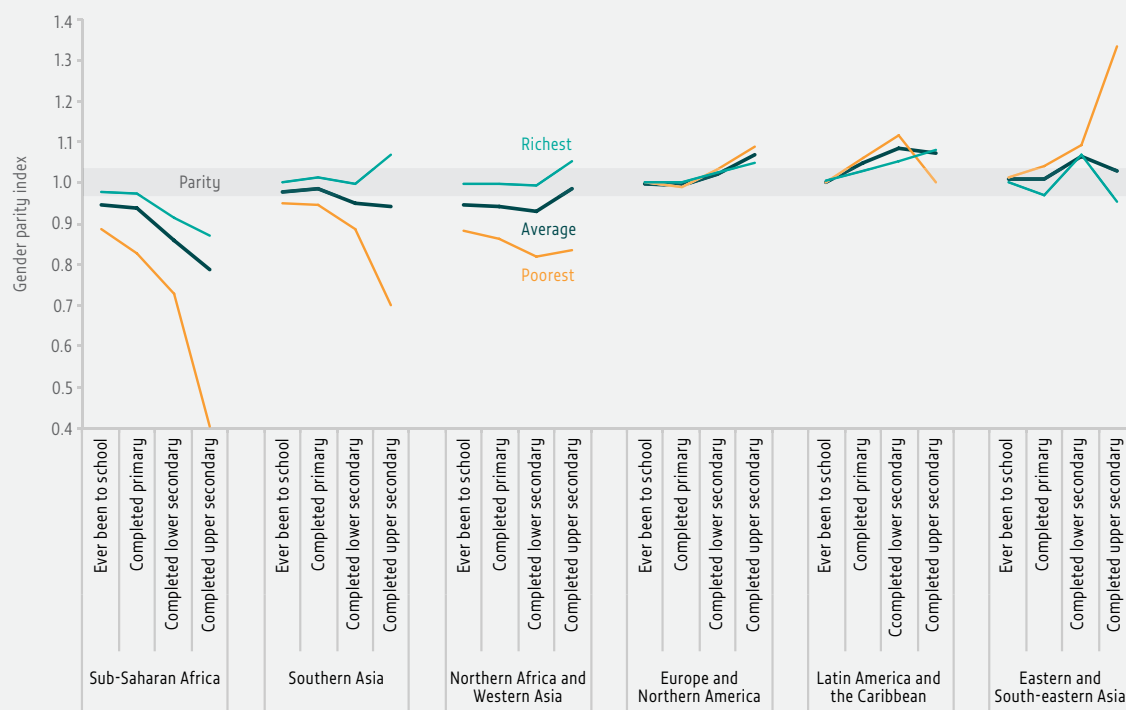 1.4
1.3
1.2
1.1
1.0
0.9
0.8
0.7
0.6
0.5
0.4
Gender parity index
Parity
Richest
Average
Poorest
Ever been to school
Completed primary
Completed lower secondary
Completed upper secondary
Ever been to school
Completed primary
Completed lower secondary
Completed upper secondary
Ever been to school
Completed primary
Completed lower secondary
Completed upper secondary
Ever been to school
Completed primary
Completed lower secondary
Completed upper secondary
Ever been to school
Completed primary
Ccompleted lower secondary
Completed upper secondary
Ever been to school
Completed primary
Completed lower secondary
Completed upper secondary
Sub-Saharan Africa
Southern Asia
Northern Africa and
Western Asia
Europe and
Northern America
Latin America and
the Caribbean
Eastern and
South-eastern Asia